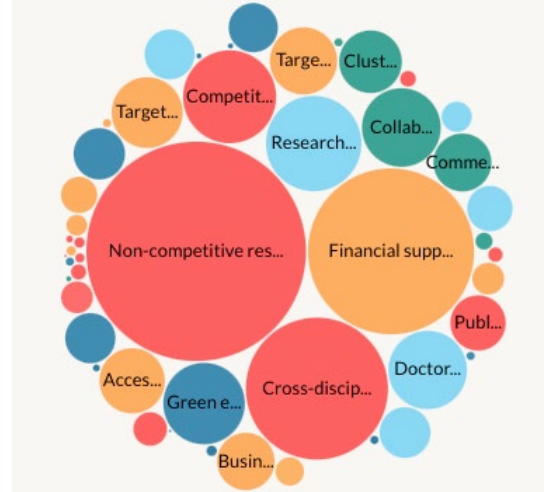 Targe...
Clust...
Competit...
Target...
Research...
Collab...
Comme...
Non-competitive res...
Financial supp...
Publ...
Doctor...
Acces...
Cross-discip...
Green e...
Busin...